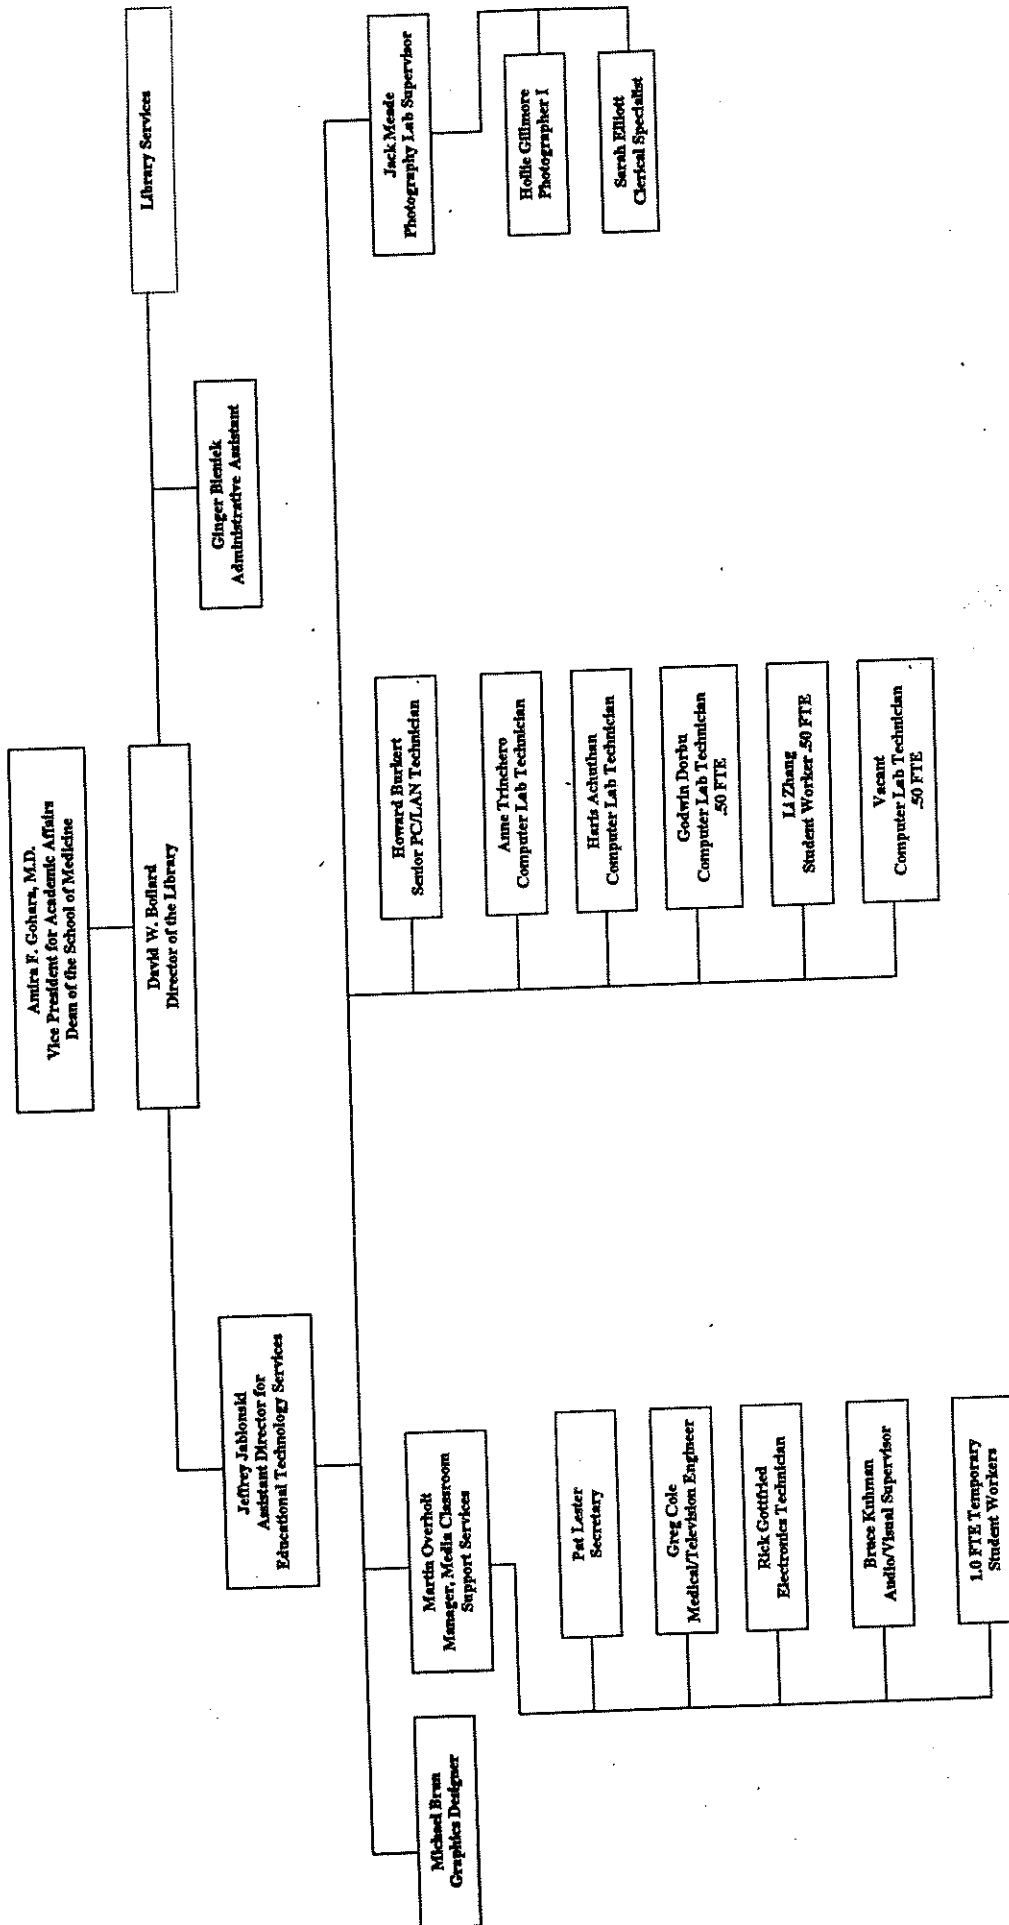 Amira F. Gohara, M.D.
Vice President for Academic Affairs
Dean of the School of Medicine
David W. Boilard
Director of the Library
Library Services
Ginger Bieniek
Administrative Assistant
Jeffrey Jablonski
Assistant Director for
Educational Technology Services
Michael Brun
Graphics Designer
Martin Overholt
Manager, Media Classroom
Support Services
Pat Lester
Secretary
Greg Cole
Medical/Television Engineer
Rick Gottfried
Electronics Technician
Bruce Kuhman
Audio/Visual Supervisor
1.0 FTE Temporary
Student Workers
Howard Burkert
Senior PC/LAN Technician
Anne Trinchero
Computer Lab Technician
Haris Achuthan
Computer Lab Technician
Godwin Dorbu
Computer Lab Technician
.50 FTE
Li Zhang
Student Worker .50 FTE
Vacant
Computer Lab Technician
.50 FTE
Jack Meade
Photography Lab Supervisor
Hollie Gillmore
Photographer I
Sarah Elliott
Clerical Specialist